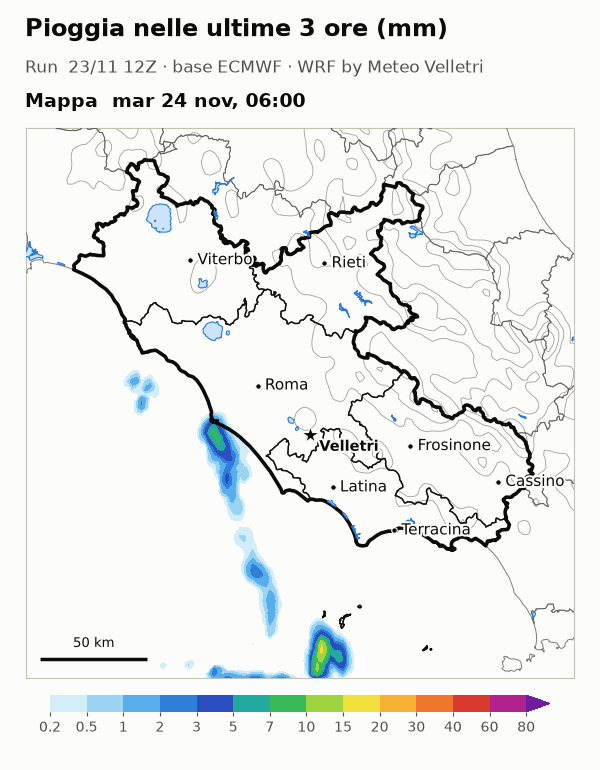 Pioggia nelle ultime 3 ore (mm)
Run  23/11 12Z · base ECMWF · WRF by Meteo Velletri
Mappa  mar 24 nov, 06:00
Viterbo
Rieti
Roma
Velletri
Frosinone
Latina
Cassino
Terracina
50 km
0.2 0.5 1 2 3 5 7 10 15 20 30 40 60 80